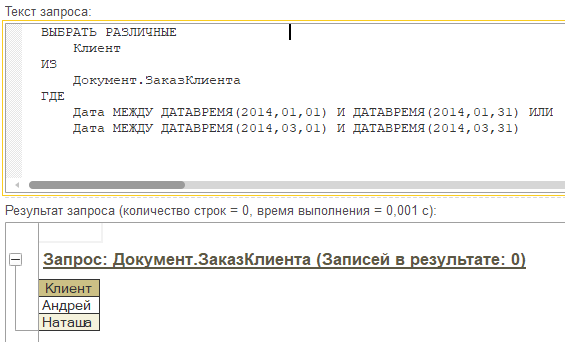 Текст запроса:
ВЫБРАТЬ РАЗЛИЧНЫЕ
Клиент
ИЗ
Документ.ЗаказКлиента
ГДЕ
Дата МЕЖДУ ДАТАВРЕМЯ(2014,01,01) И ДАТАВРЕМЯ(2014,01,31) ИЛИ
Дата МЕЖДУ ДАТАВРЕМЯ(2014,03,01) И ДАТАВРЕМЯ(2014,03,31)
Результат запроса (количество строк = 0, время выполнения = 0,001 с):
Запрос: Документ.ЗаказКлиента (Записей в результате: 0)
Клиент
Андрей
Наташа